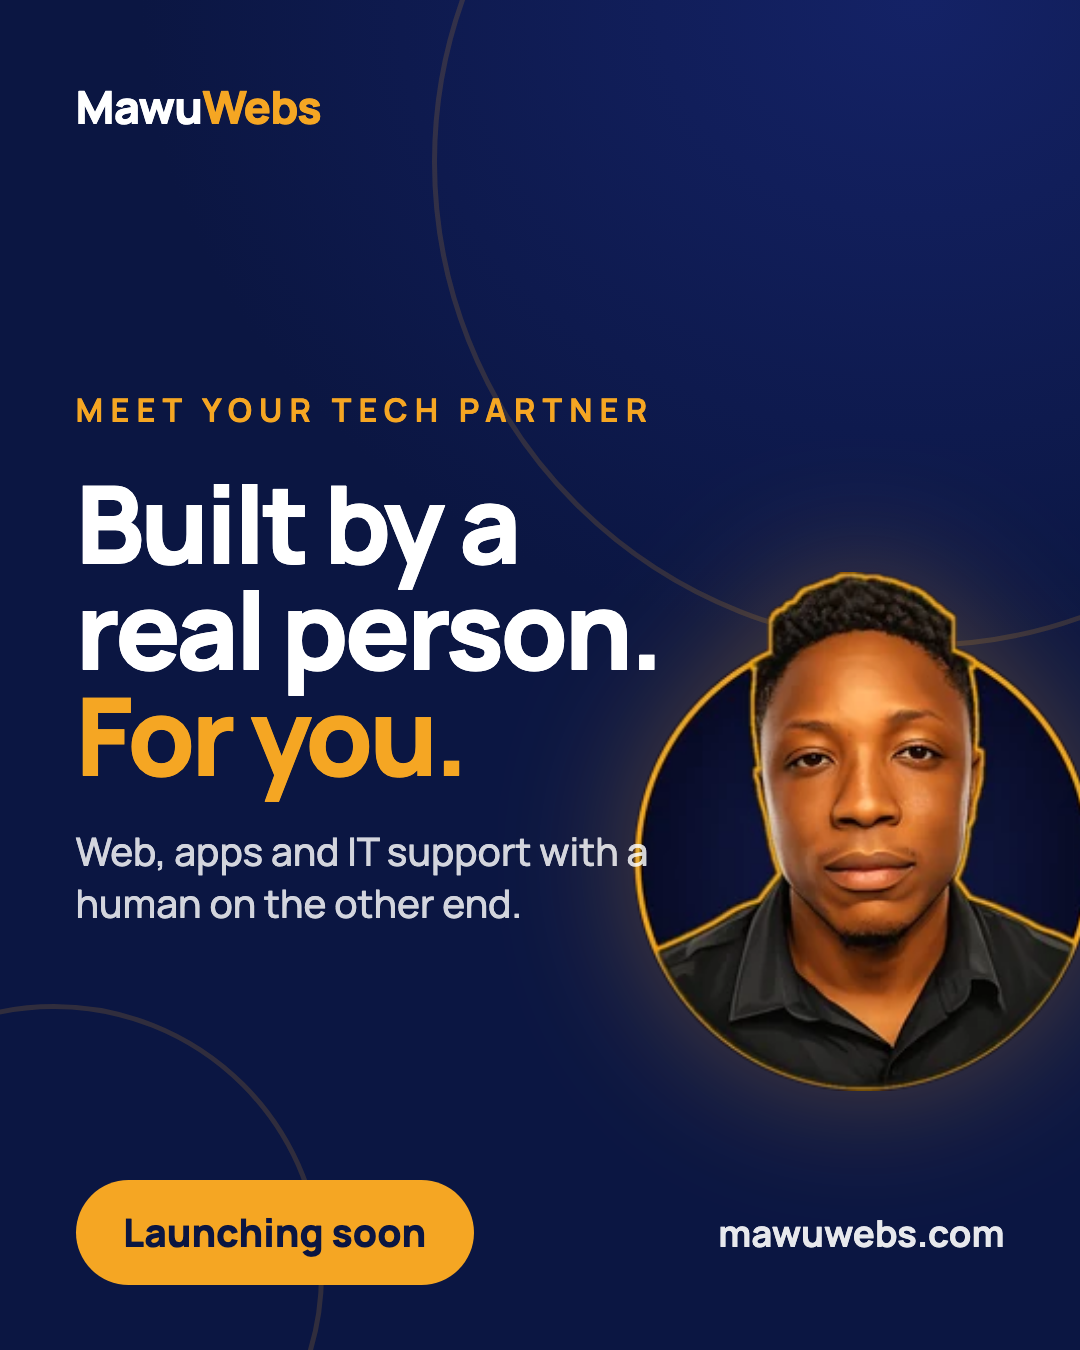 MawuWebs
MEET YOUR TECH PARTNER
Built by a
real person.
For you.
Web, apps and IT support with a
human on the other end.
Launching soon
mawuwebs.com